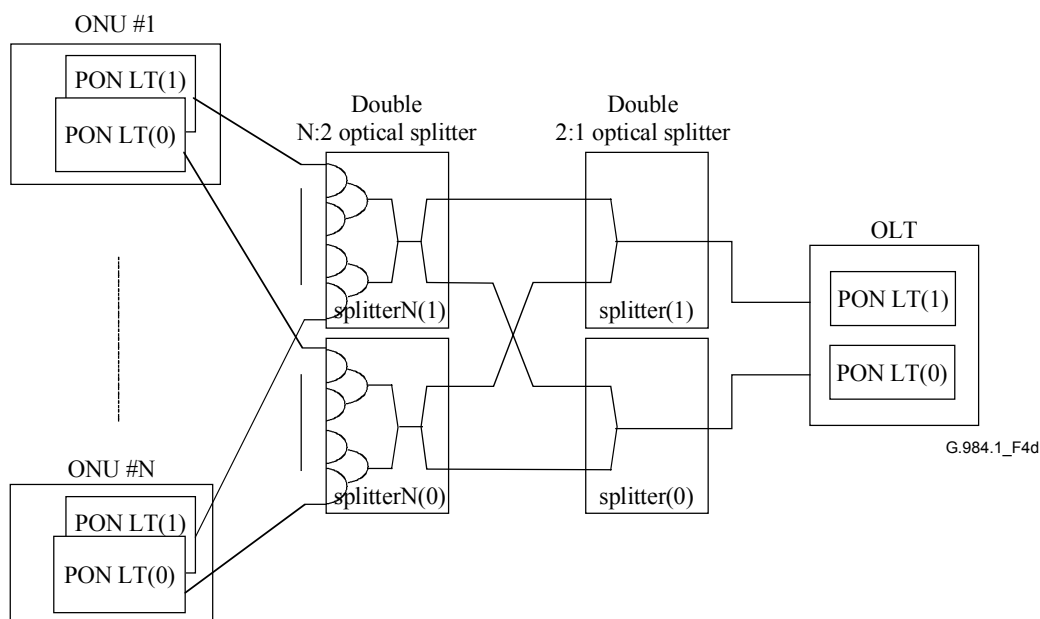 ONU #1
PON LT(1)
PON LT(0)
Double
N:2 optical splitter
Double
2:1 optical splitter
splitterN(1)
splitter(1)
OLT
PON LT(1)
PON LT(0)
splitterN(0)
splitter(0)
G.984.1_F4d
ONU #N
PON LT(1)
PON LT(0)